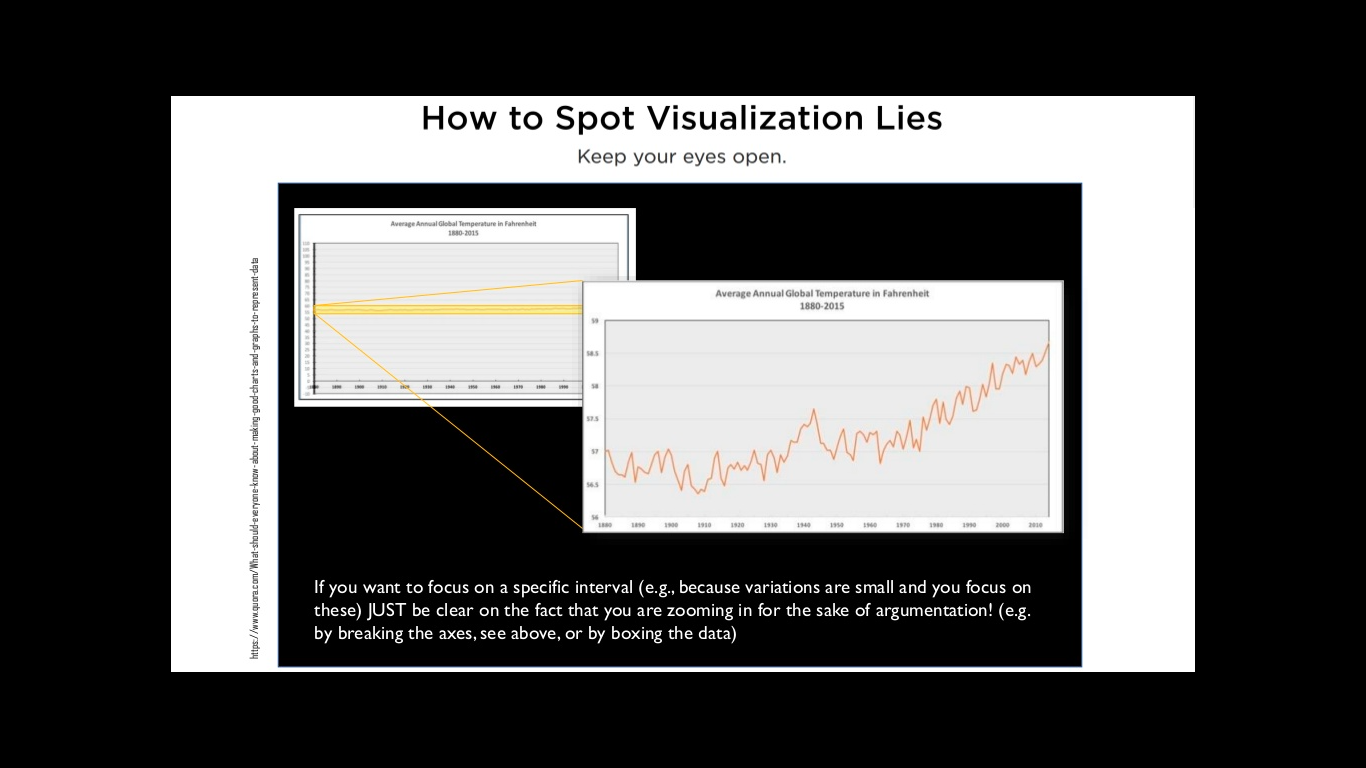 How to Spot Visualization Lies
Keep your eyes open.
https://www.quora.com/What-should-everyone-know-about-making-good-charts-and-graphs-to-represent-data
Average Annual Global Temperature in Fahrenheit
1880-2015
1890 1900 1910 1920 1930 1940 1950 1960 1970 1980 1990
Average Annual Global Temperature in Fahrenheit
1880-2015
59
58.5
58
57.5
57
56.5
56
1880 1890 1900 1910 1920 1930 1940 1950 1960 1970 1980 1990 2000 2010
If you want to focus on a specific interval (e.g., because variations are small and you focus on
these) JUST be clear on the fact that you are zooming in for the sake of argumentation! (e.g.
by breaking the axes, see above, or by boxing the data)